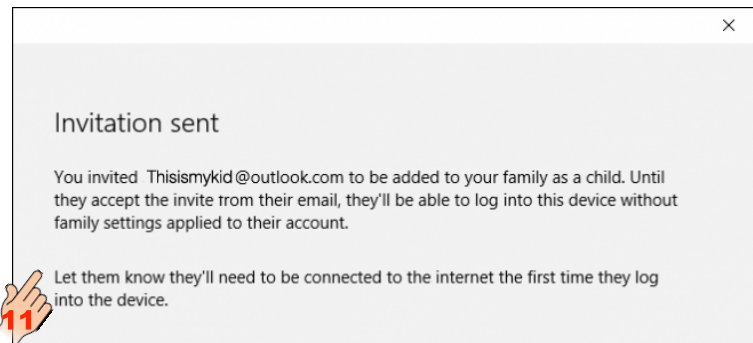 Invitation sent
You invited Thisismykid@outlook.com to be added to your family as a child. Until
they accept the invite from their email, they'll be able to log into this device without
family settings applied to their account.
Let them know they'll need to be connected to the internet the first time they log
into the device.
11